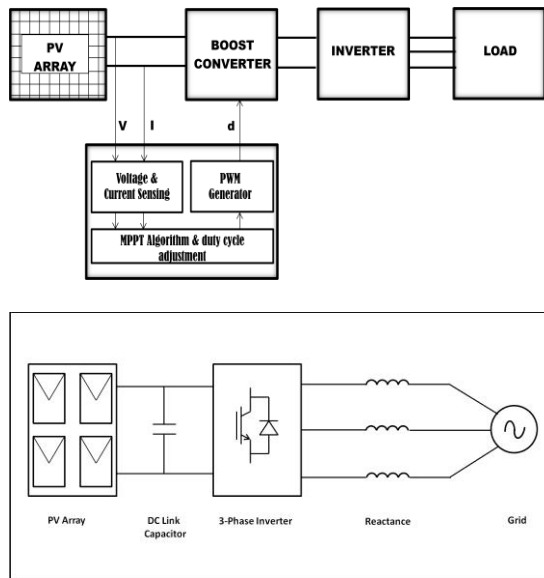 PV
ARRAY
BOOST
CONVERTER
INVERTER
LOAD
V
I
d
Voltage &
Current Sensing
PWM
Generator
MPPT Algorithm & duty cycle
adjustment
PV Array
DC Link
Capacitor
3-Phase Inverter
Reactance
Grid